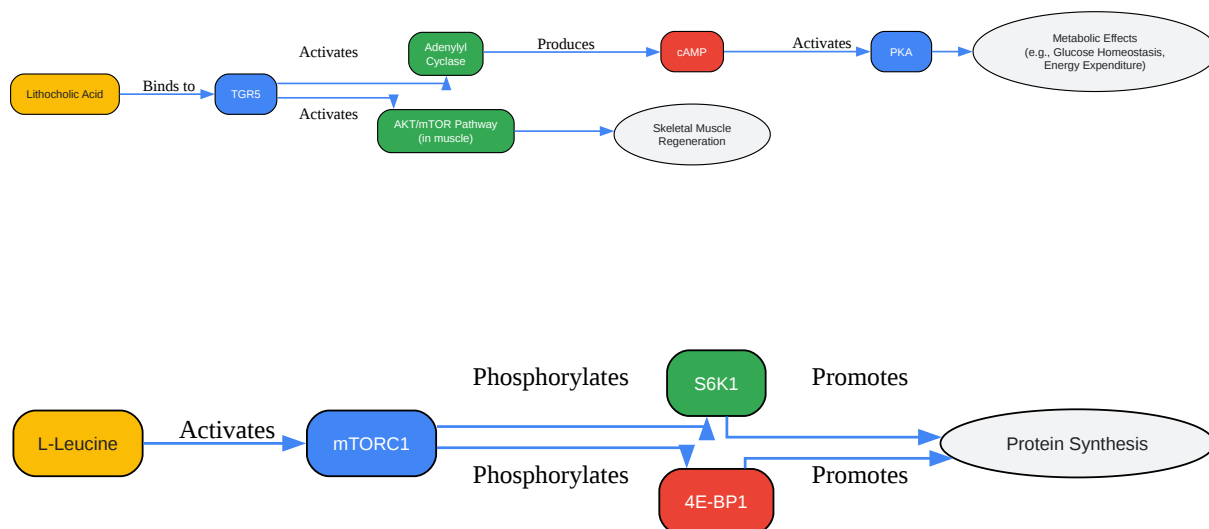 Lithocholic Acid
Binds to
TGR5
Activates
Activates
Adenylyl
Cyclase
AKT/mTOR Pathway
(in muscle)
Produces
cAMP
Skeletal Muscle
Regeneration
Activates
PKA
Metabolic Effects
(e.g., Glucose Homeostasis,
Energy Expenditure)
L-Leucine
Activates
mTORC1
Phosphorylates
Phosphorylates
S6K1
4E-BP1
Promotes
Promotes
Protein Synthesis